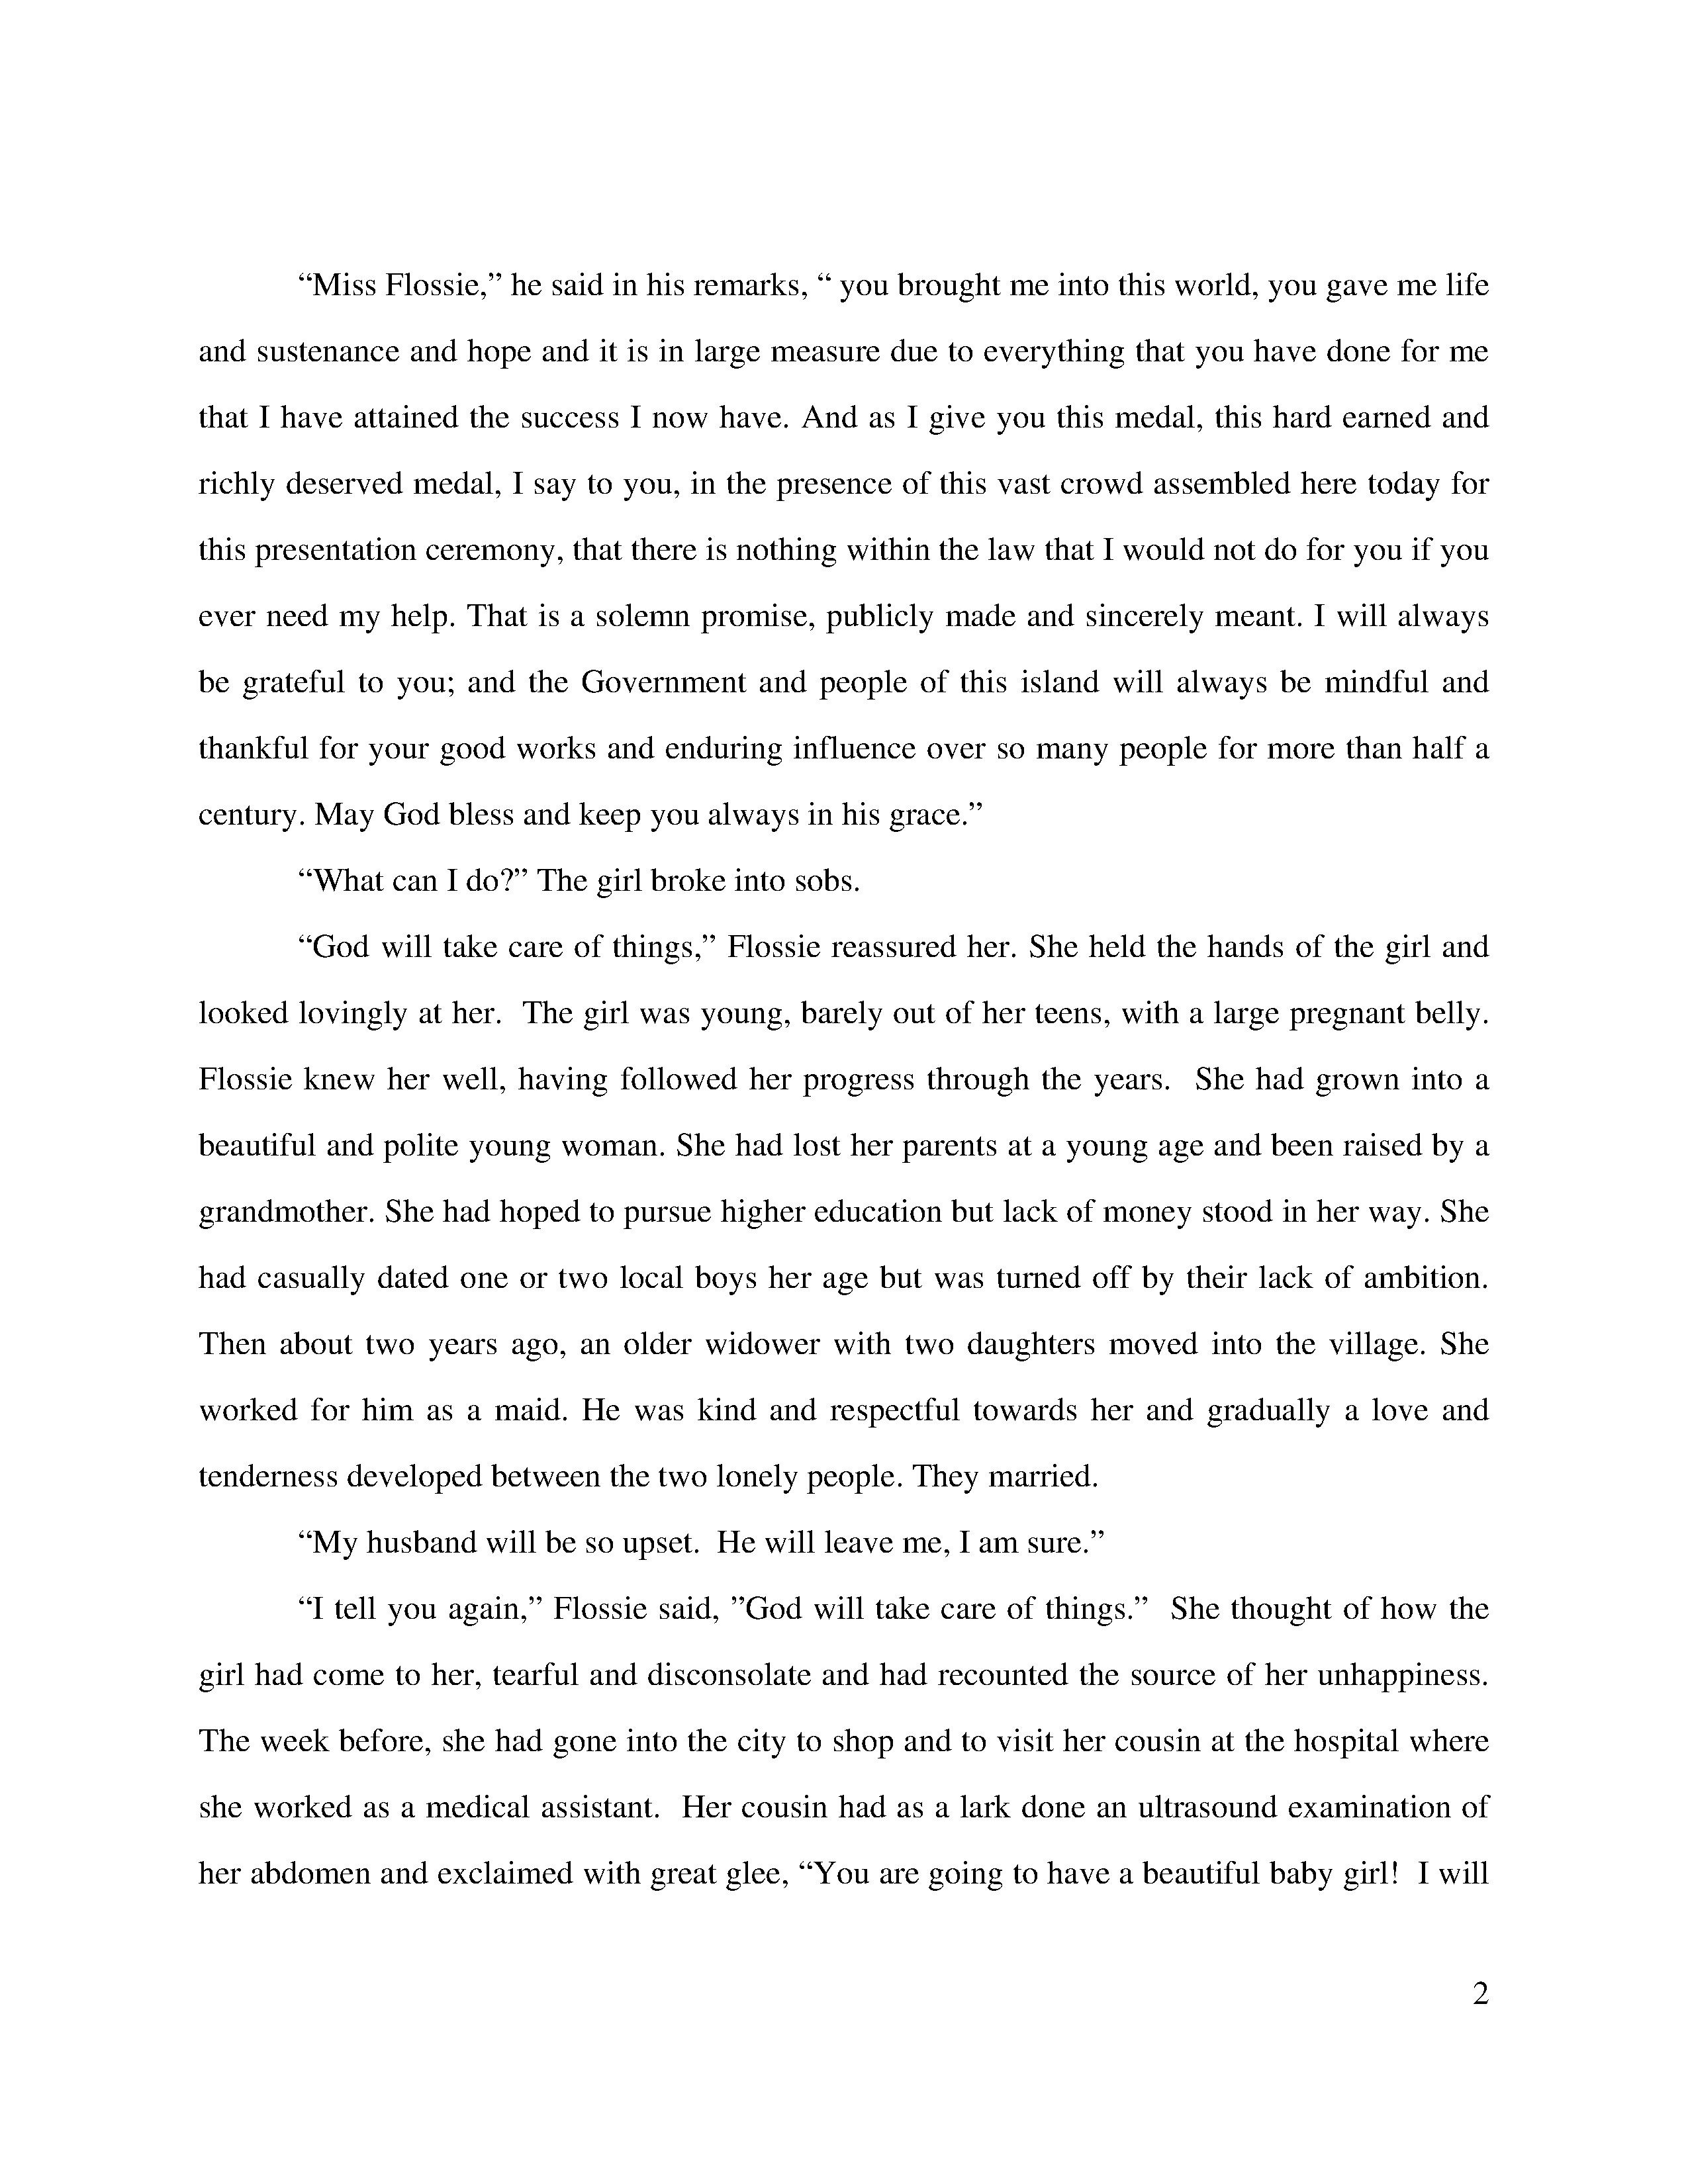 “Miss Flossie,” he said in his remarks, “ you brought me into this world, you gave me life
and sustenance and hope and it is in large measure due to everything that you have done for me
that I have attained the success I now have. And as I give you this medal, this hard earned and
richly deserved medal, I say to you, in the presence of this vast crowd assembled here today for
this presentation ceremony, that there is nothing within the law that I would not do for you if you
ever need my help. That is a solemn promise, publicly made and sincerely meant. I will always
be grateful to you; and the Government and people of this island will always be mindful and
thankful for your good works and enduring influence over so many people for more than half a
century. May God bless and keep you always in his grace.”
“What can I do?” The girl broke into sobs.
“God will take care of things,” Flossie reassured her. She held the hands of the girl and
looked lovingly at her.  The girl was young, barely out of her teens, with a large pregnant belly.
Flossie knew her well, having followed her progress through the years.  She had grown into a
beautiful and polite young woman. She had lost her parents at a young age and been raised by a
grandmother. She had hoped to pursue higher education but lack of money stood in her way. She
had casually dated one or two local boys her age but was turned off by their lack of ambition.
Then about two years ago, an older widower with two daughters moved into the village. She
worked for him as a maid. He was kind and respectful towards her and gradually a love and
tenderness developed between the two lonely people. They married.
“My husband will be so upset.  He will leave me, I am sure.”
“I tell you again,” Flossie said, ”God will take care of things.”  She thought of how the
girl had come to her, tearful and disconsolate and had recounted the source of her unhappiness.
The week before, she had gone into the city to shop and to visit her cousin at the hospital where
she worked as a medical assistant.  Her cousin had as a lark done an ultrasound examination of
her abdomen and exclaimed with great glee, “You are going to have a beautiful baby girl!  I will
2